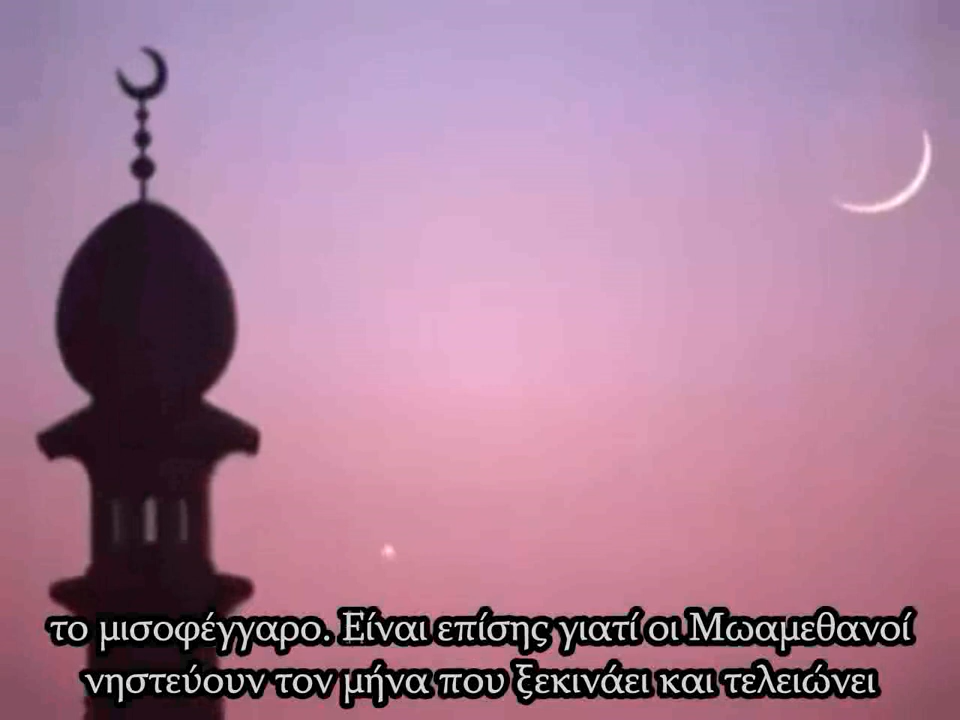 το μισοφέγγαρο. Είναι επίσης γιατί οι Μωαμεθανοί
νηστεύουν τον μήνα που ξεκινάει και τελειώνει